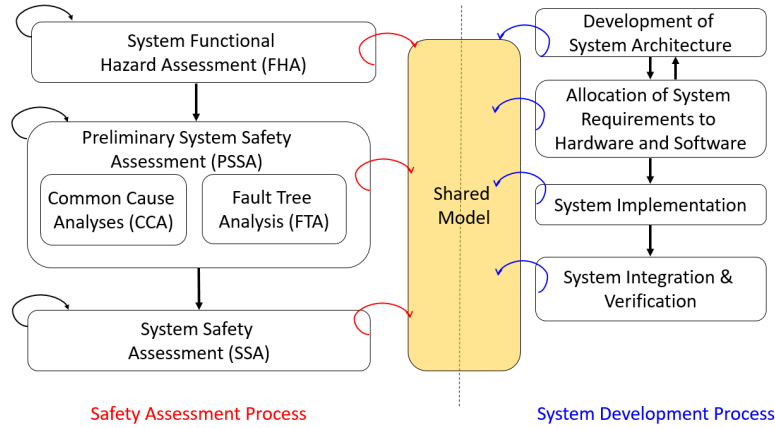 System Functional
Hazard Assessment (FHA)
Preliminary System Safety
Assessment (PSSA)
Common Cause
Analyses (CCA)
Fault Tree
Analysis (FTA)
System Safety
Assessment (SSA)
Safety Assessment Process
Shared
Model
Development of
System Architecture
Allocation of System
Requirements to
Hardware and Software
System Implementation
System Integration &
Verification
System Development Process